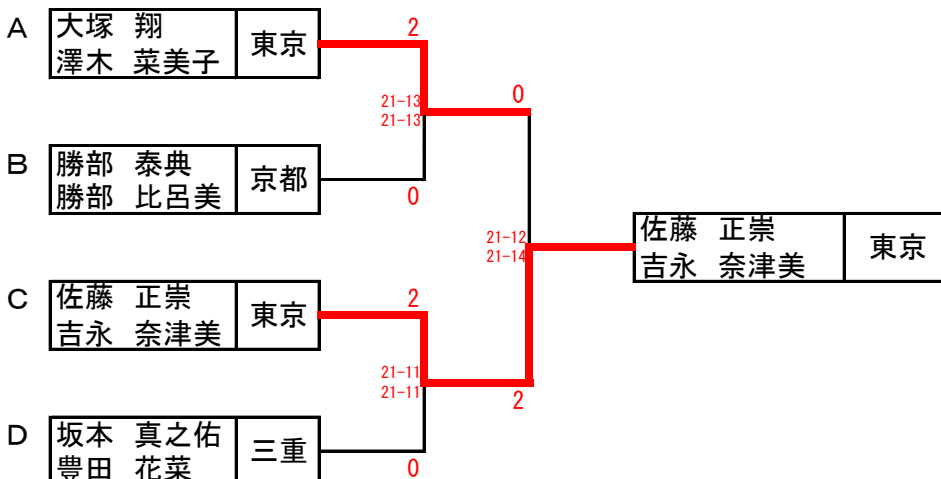 A
大塚 翔
澤木 菜美子
東京
2
21-13
21-13
0
B
勝部 泰典
勝部 比呂美
京都
0
21-12
21-14
佐藤 正崇
吉永 奈津美
東京
C
佐藤 正崇
吉永 奈津美
東京
2
21-11
21-11
2
D
坂本 真之佑
豊田 花菜
三重
0